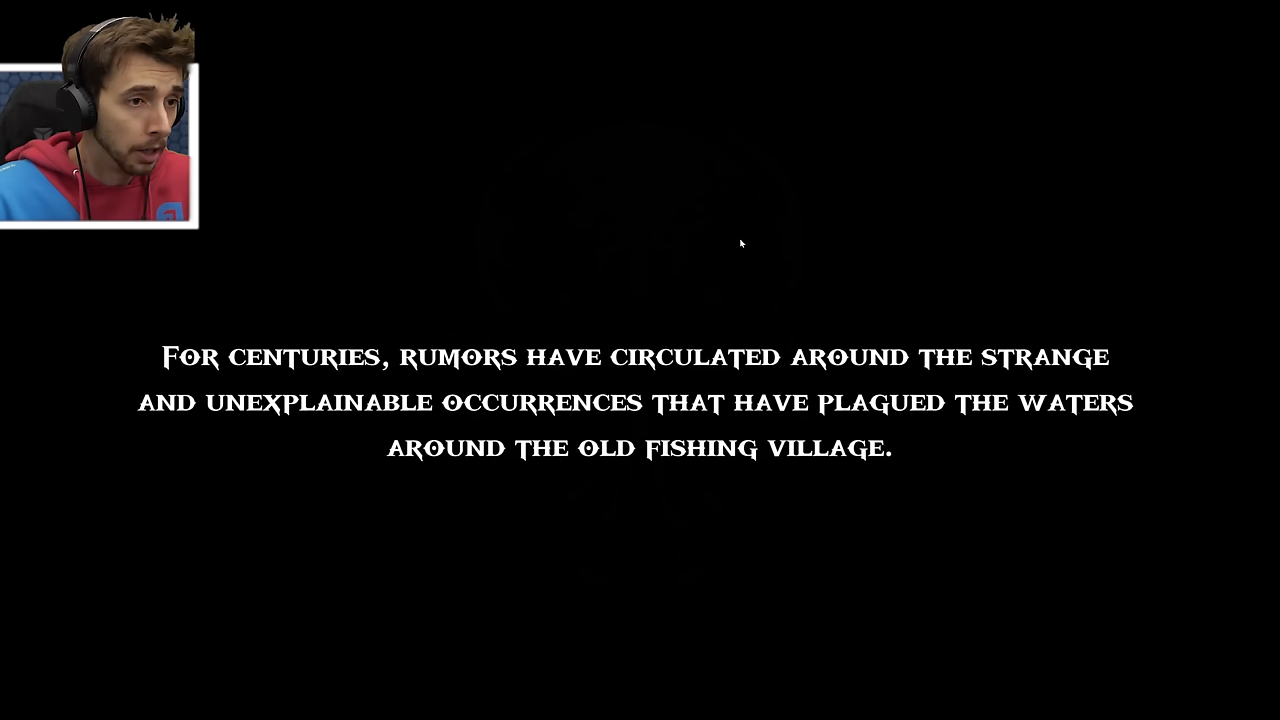 For centuries, rumors have circulated around the strange
and unexplainable occurrences that have plagued the waters
around the old fishing village.